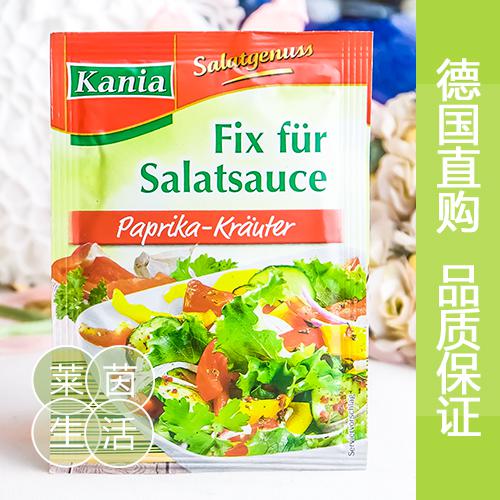 Kania
Salatgenuss
Fix für
Salatsauce
Paprika-Kräuter
Serviervorschlag
莱茵
生活
德国直购 品质保证